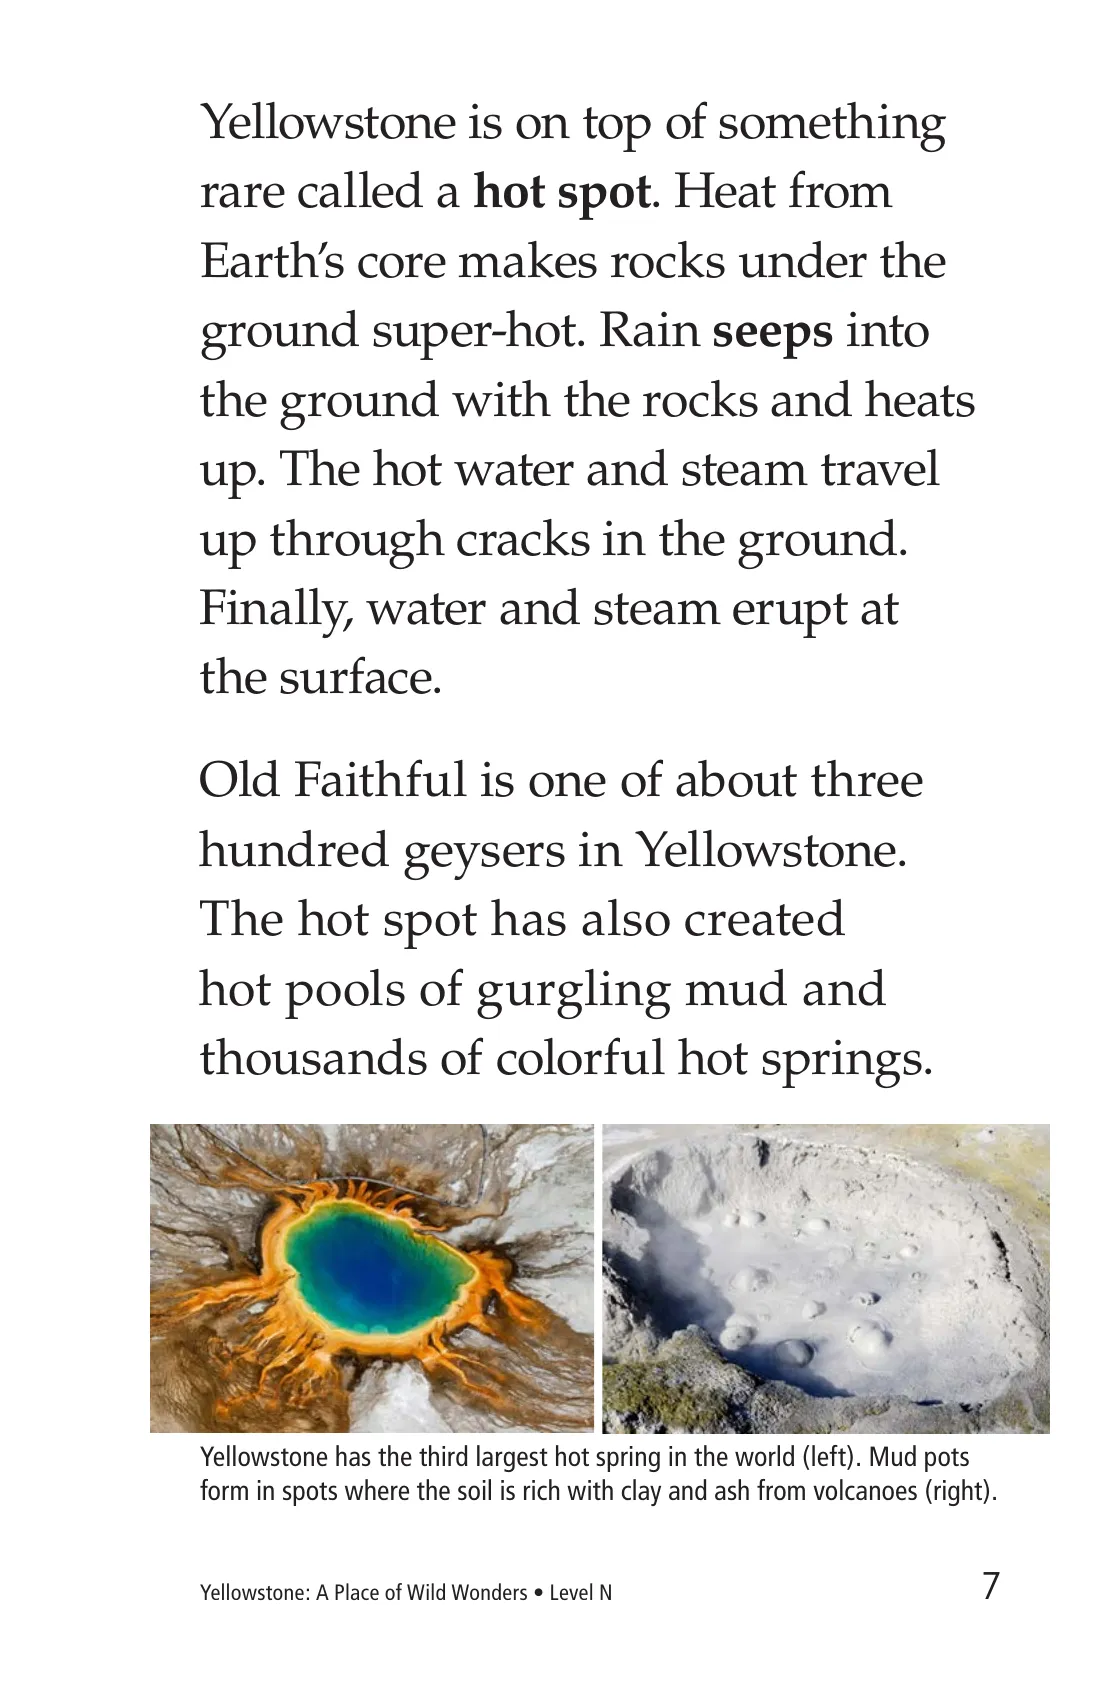 Yellowstone is on top of something
rare called a hot spot. Heat from
Earth’s core makes rocks under the
ground super-hot. Rain seeps into
the ground with the rocks and heats
up. The hot water and steam travel
up through cracks in the ground.
Finally, water and steam erupt at
the surface.
Old Faithful is one of about three
hundred geysers in Yellowstone.
The hot spot has also created
hot pools of gurgling mud and
thousands of colorful hot springs.
Yellowstone has the third largest hot spring in the world (left). Mud pots
form in spots where the soil is rich with clay and ash from volcanoes (right).
Yellowstone: A Place of Wild Wonders • Level N
7